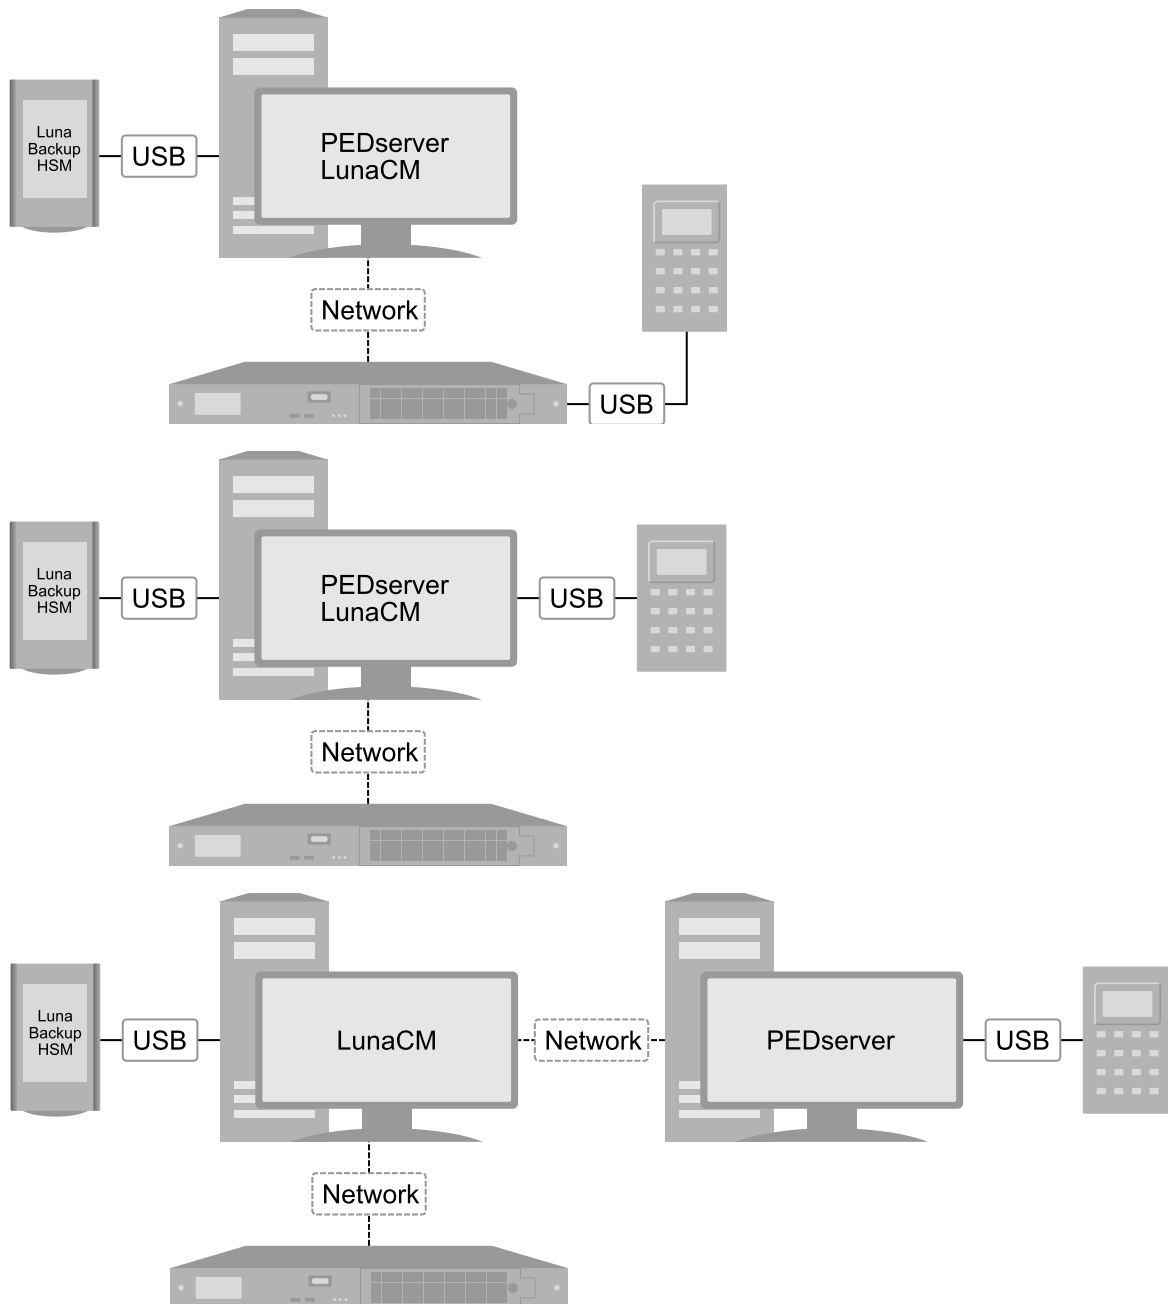 Luna
Backup
HSM
USB
PEDserver
LunaCM
Network
USB
Luna
Backup
HSM
USB
PEDserver
LunaCM
USB
Network
Luna
Backup
HSM
USB
LunaCM
Network
PEDserver
USB
Network